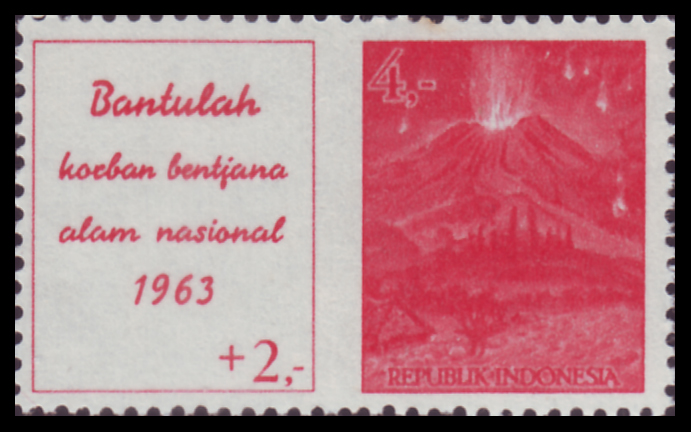 Bantulah
korban bentjana
alam nasional
1963
+2,-
4,-
REPUBLIK INDONESIA